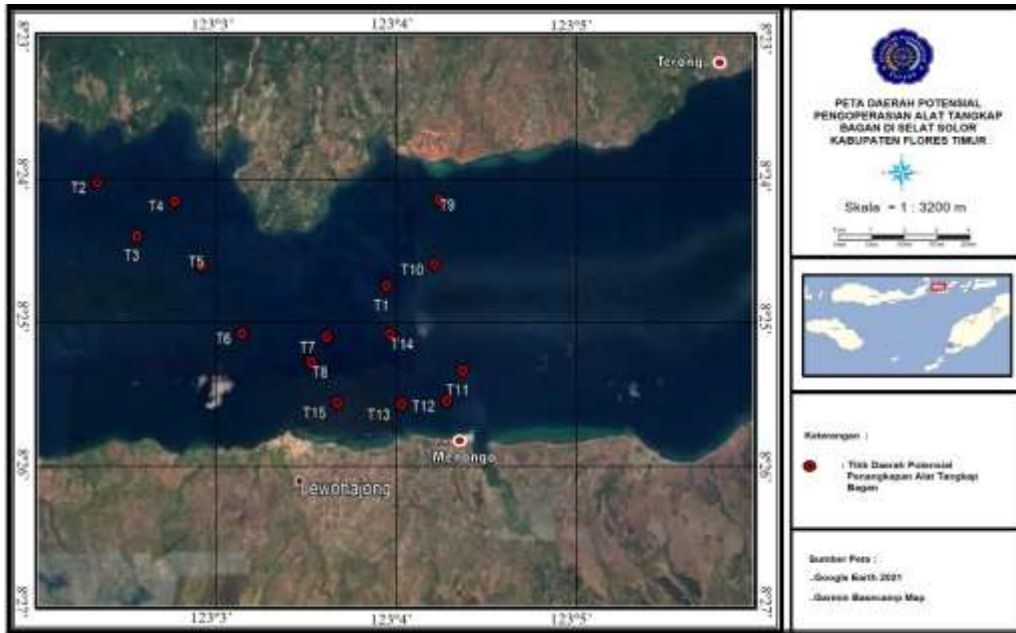 123°3' 123°4' 123°5'
8°23' 8°23'
Terong
8°24' 8°24'
T2
T4
T9
T3
T5
T10
T1
8°25' 8°25'
T6
T7
T14
T8
T11
T15
T13
T12
Menango
8°26' 8°26'
Lewohajong
8°27' 8°27'
123°3' 123°4' 123°5'
PETA DAERAH POTENSIAL
PENGOPERASIAN ALAT TANGKAP
BAGAN DI SELAT SOLOR
KABUPATEN FLORES TIMUR
Skala = 1 : 3200 m
Keterangan :
: Titik Daerah Potensial
Penangkapan Alat Tangkap
Bagan
Sumber Peta :
..Google Earth 2021
..Garmin Basecamp Map